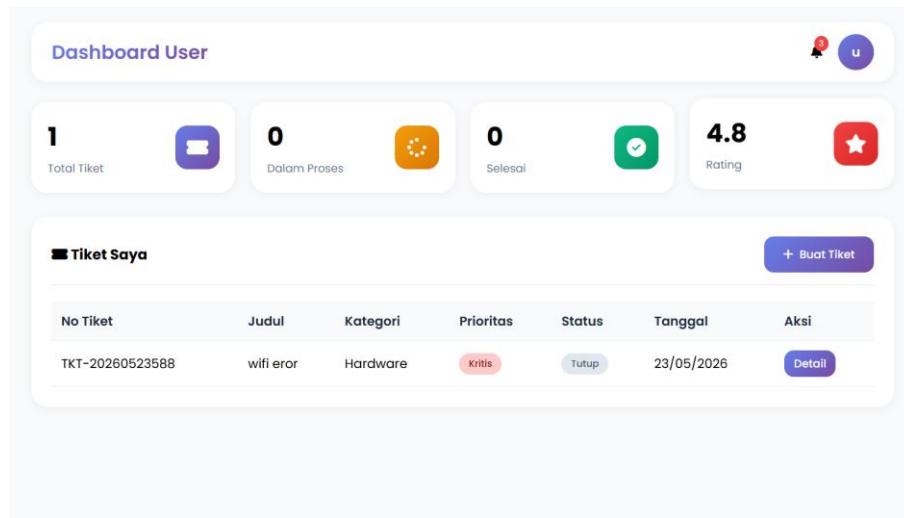 Dashboard User
3
u
1
Total Tiket
0
Dalam Proses
0
Selesai
4.8
Rating
Tiket Saya
+ Buat Tiket
No Tiket Judul Kategori Prioritas Status Tanggal Aksi
TKT-20260523588 wifi eror Hardware Kritis Tutup 23/05/2026 Detail